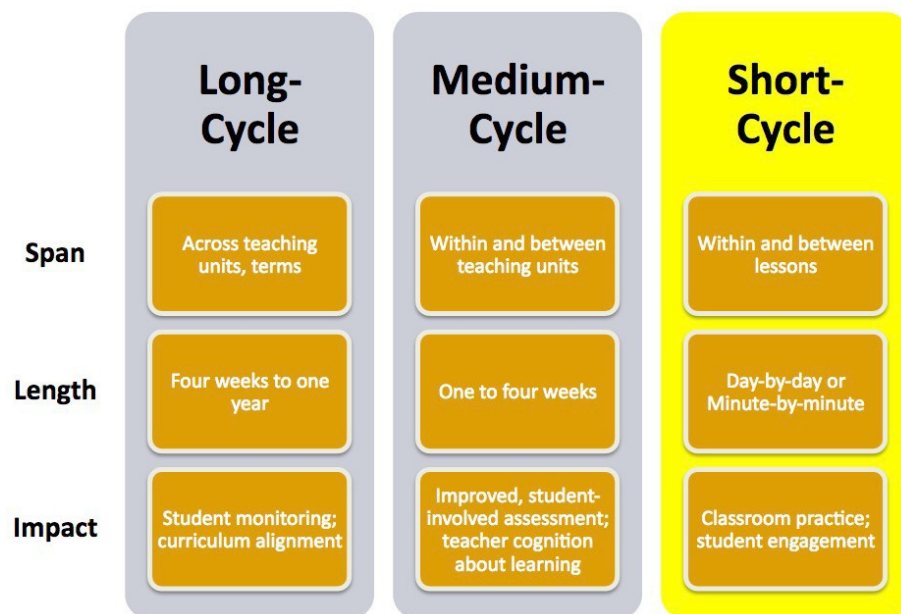 Long-
Cycle
Medium-
Cycle
Short-
Cycle
Span
Across teaching
units, terms
Within and between
teaching units
Within and between
lessons
Length
Four weeks to one
year
One to four weeks
Day-by-day or
Minute-by-minute
Impact
Student monitoring;
curriculum alignment
Improved, student-
involved assessment;
teacher cognition
about learning
Classroom practice;
student engagement